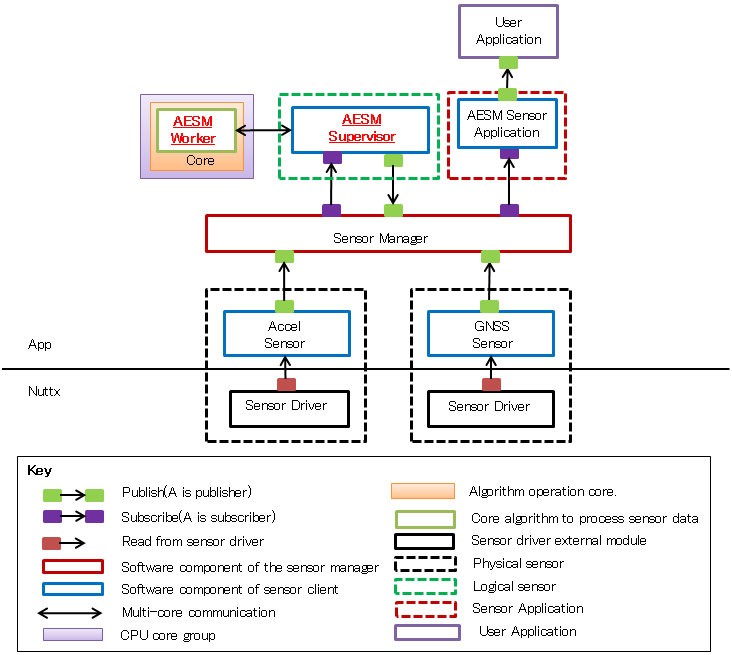 User
Application
AESM
Worker
Core
AESM
Supervisor
AESM Sensor
Application
Sensor Manager
Accel
Sensor
GNSS
Sensor
App
Nuttx
Sensor Driver
Sensor Driver
Key
Publish(A is publisher)
Subscribe(A is subscriber)
Read from sensor driver
Software component of the sensor manager
Software component of sensor client
Multi-core communication
CPU core group
Algorithm operation core.
Core algorithm to process sensor data
Sensor driver external module
Physical sensor
Logical sensor
Sensor Application
User Application